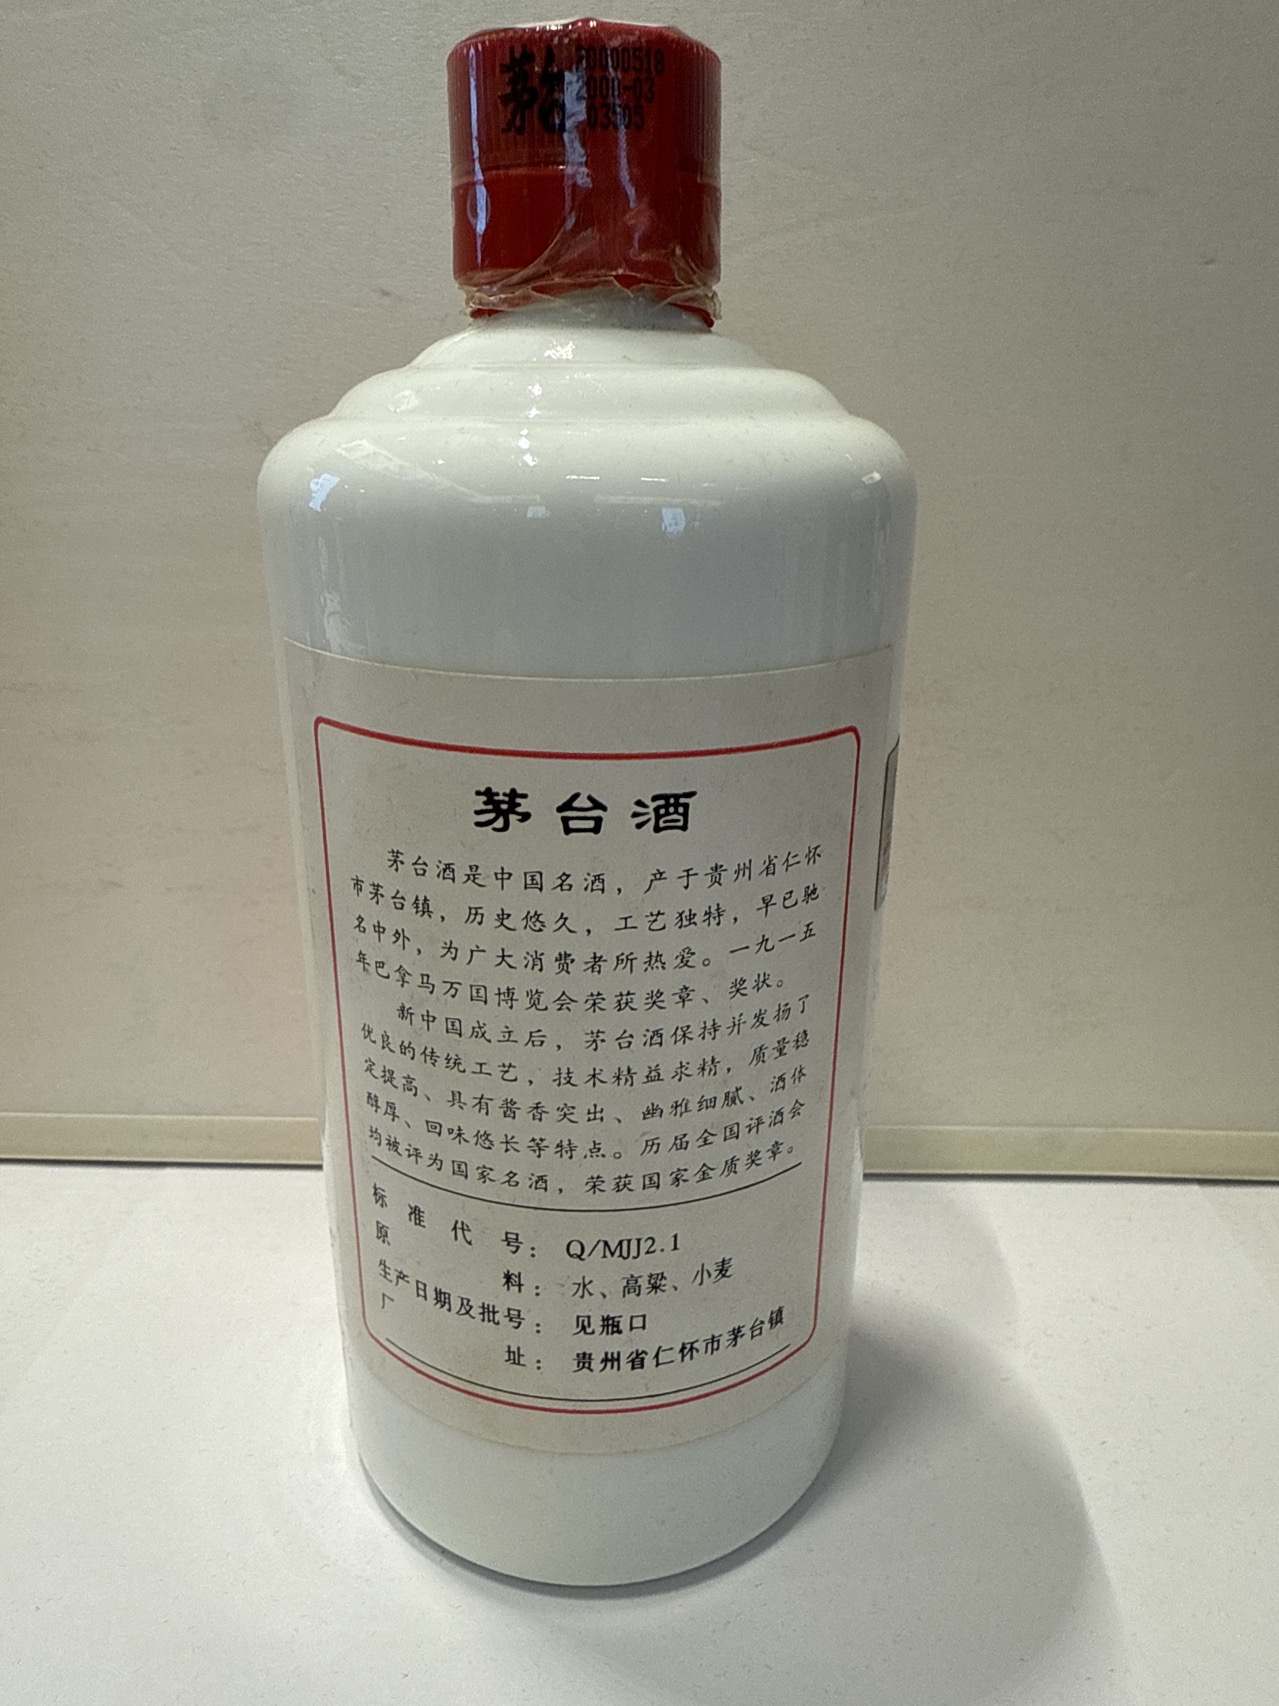 茅台
2000-03
茅台酒
茅台酒是中国名酒，产于贵州省仁怀
市茅台镇，历史悠久，工艺独特，早已驰
名中外，为广大消费者所热爱。一九一五
年巴拿马万国博览会荣获奖章、奖状。
新中国成立后，茅台酒保持并发扬了
优良的传统工艺，技术精益求精，质量稳
定提高、具有酱香突出、幽雅细腻、酒体
醇厚、回味悠长等特点。历届全国评酒会
均被评为国家名酒，荣获国家金质奖章。
标准代号：Q/MJJ2.1
原料：水、高粱、小麦
生产日期及批号：见瓶口
厂址：贵州省仁怀市茅台镇